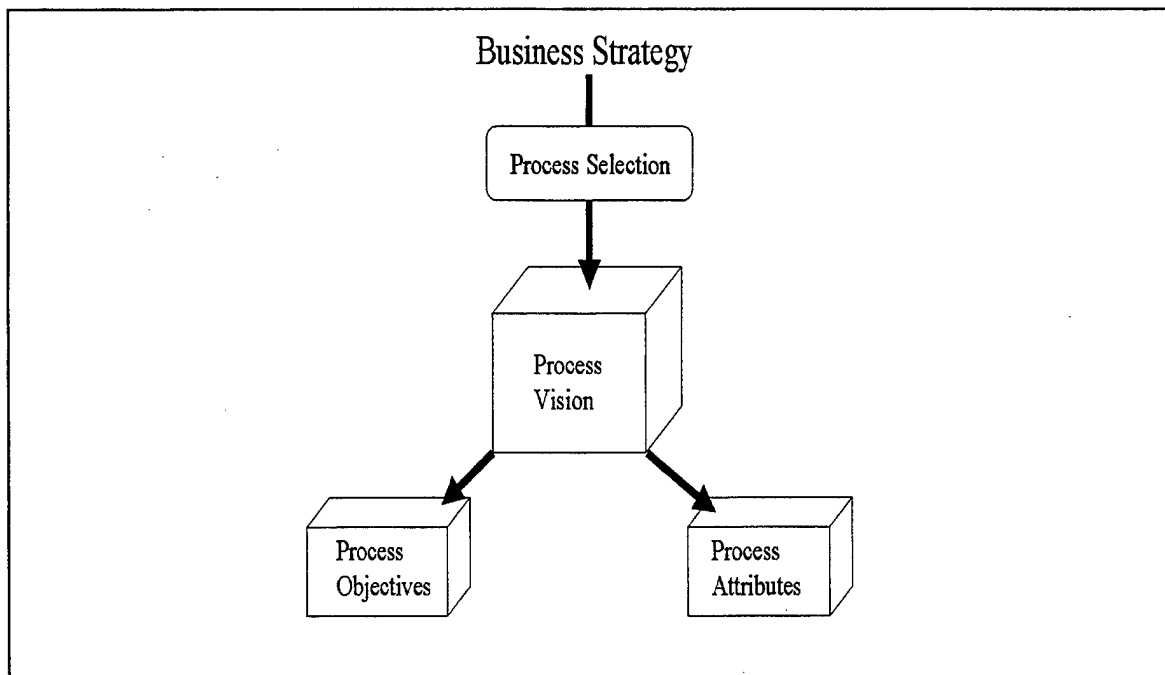 Business Strategy
Process Selection
Process
Vision
Process
Objectives
Process
Attributes